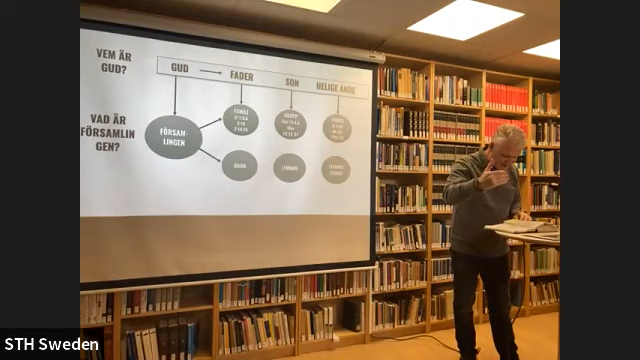 VEM ÄR
GUD?
GUD
FADER
SON
HELIGE ANDE
VAD ÄR
FÖRSAMLIN
GEN?
FÖRSAM-
LINGEN
FAMILJ
KROPP
BARN
LEMMAR
STH Sweden